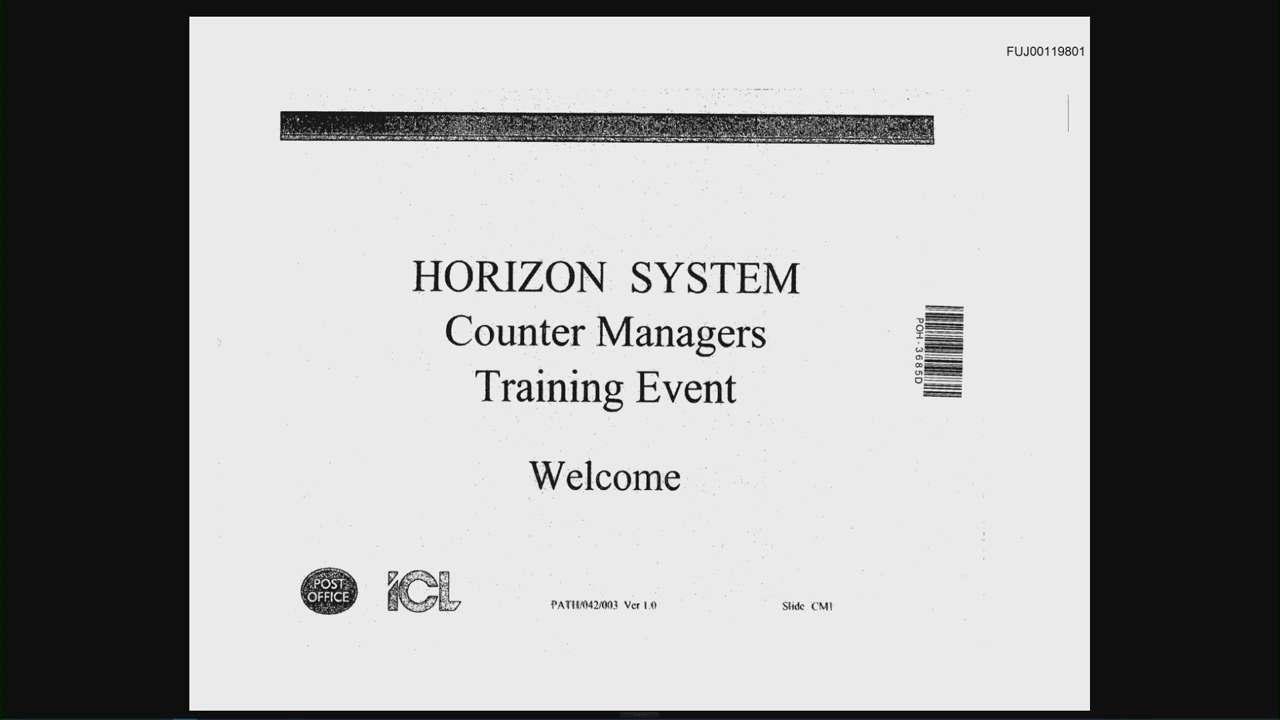 FUJ00119801
HORIZON SYSTEM
Counter Managers
Training Event
POH-3685D
Welcome
POST
OFFICE
ICL
PATH/042/003 Ver 1.0
Slide CM1